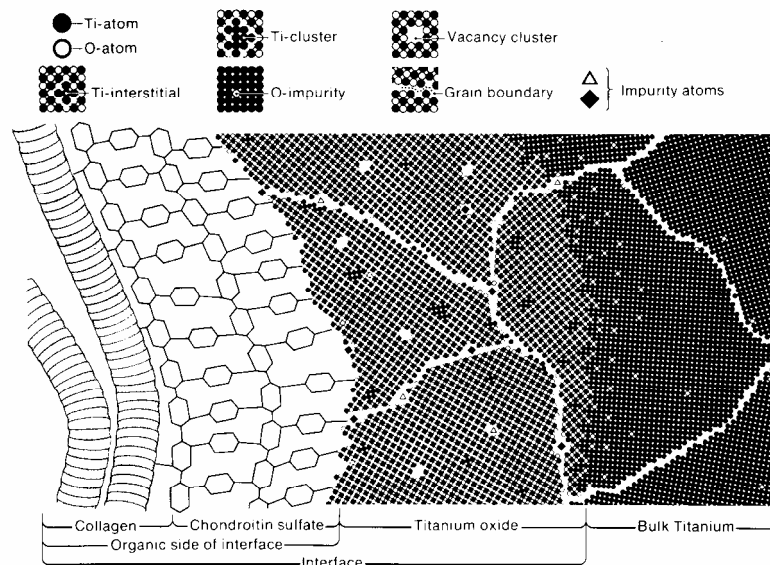 Ti-atom
O-atom
Ti-cluster
Vacancy cluster
Ti-interstitial
O-impurity
Grain boundary
Impurity atoms
Collagen
Chondroitin sulfate
Titanium oxide
Bulk Titanium
Organic side of interface
Interface